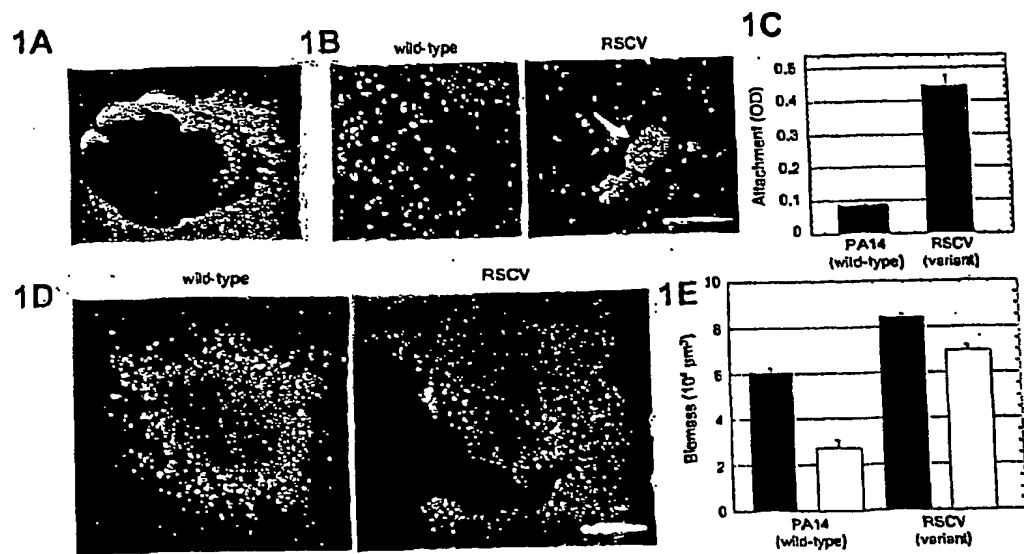 1A
1B
wild-type
RSCV
1C
Attachment (OD)
0.5
0.4
0.3
0.2
0.1
0
PA14
(wild-type)
RSCV
(variant)
1D
wild-type
RSCV
1E
Biomass
10
8
6
4
2
0
PA14
(wild-type)
RSCV
(variant)